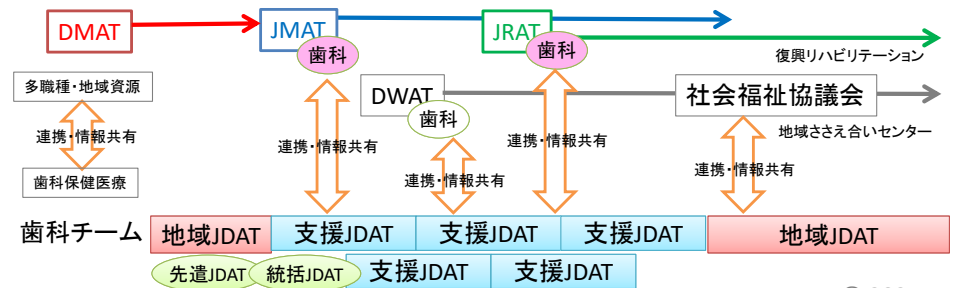 DMAT
JMAT
歯科
JRAT
歯科
復興リハビリテーション
多職種・地域資源
連携・情報共有
歯科保健医療
DWAT
歯科
社会福祉協議会
地域ささえ合いセンター
連携・情報共有
連携・情報共有
連携・情報共有
連携・情報共有
歯科チーム
地域JDAT
支援JDAT
支援JDAT
支援JDAT
地域JDAT
先遣JDAT
統括JDAT
支援JDAT
支援JDAT